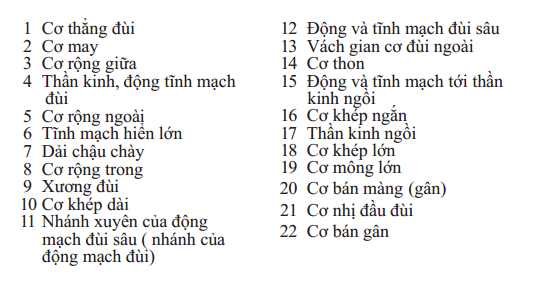 1 Cơ thẳng đùi
2 Cơ may
3 Cơ rộng giữa
4 Thần kinh, động tĩnh mạch
đùi
5 Cơ rộng ngoài
6 Tĩnh mạch hiển lớn
7 Dải chậu chày
8 Cơ rộng trong
9 Xương đùi
10 Cơ khép dài
11 Nhánh xuyên của động
mạch đùi sâu ( nhánh của
động mạch đùi)
12 Động và tĩnh mạch đùi sâu
13 Vách gian cơ đùi ngoài
14 Cơ thon
15 Động và tĩnh mạch tới thần
kinh ngồi
16 Cơ khép ngắn
17 Thần kinh ngồi
18 Cơ khép lớn
19 Cơ mông lớn
20 Cơ bán màng (gân)
21 Cơ nhị đầu đùi
22 Cơ bán gân